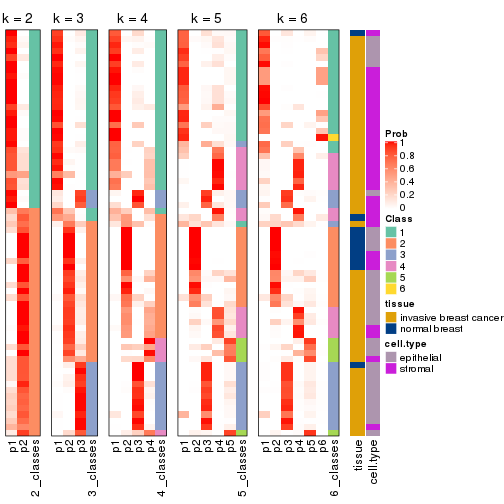 k = 2 k = 3 k = 4 k = 5 k = 6
Prob
1
0.8
0.6
0.4
0.2
0
Class
1
2
3
4
5
6
tissue
invasive breast cancer
normal breast
cell.type
epithelial
stromal
p1 p2 2_classes p1 p2 p3 3_classes p1 p2 p3 p4 4_classes p1 p2 p3 p4 p5 5_classes p1 p2 p3 p4 p5 p6 6_classes tissue cell.type